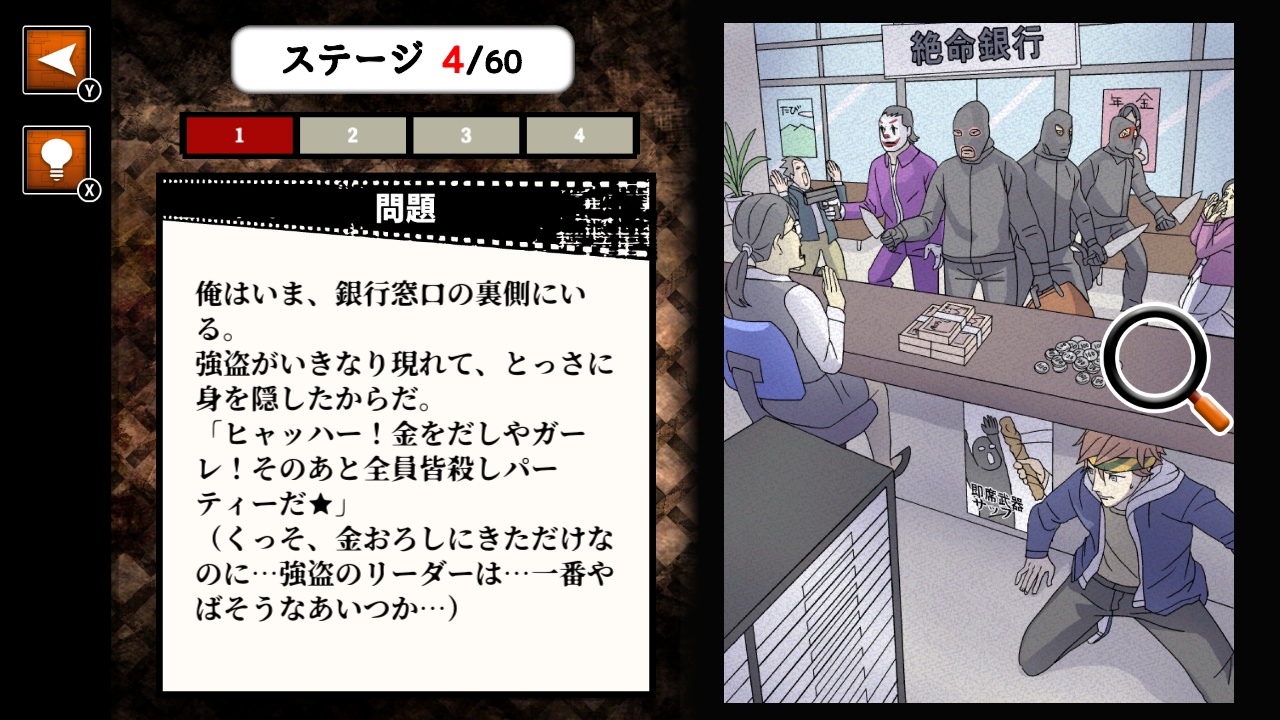 ステージ 4/60
Y
1 2 3 4
X
問題
俺はいま、銀行窓口の裏側にい
る。
強盗がいきなり現れて、とっさに
身を隠したからだ。
「ヒャッハー！金をだしやガー
レ！そのあと全員皆殺しパー
ティーだ★」
（くっそ、金おろしにきただけな
のに…強盗のリーダーは…一番や
ばそうなあいつか…）
絶命銀行
たび
年金
即席武器
サップ